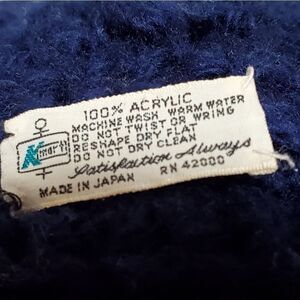 100% ACRYLIC
MACHINE WASH WARM WATER
DO NOT TWIST OR WRING
RESHAPE DRY FLAT
DO NOT DRY CLEAN
Kmart
Satisfaction Always
MADE IN JAPAN RN 42000